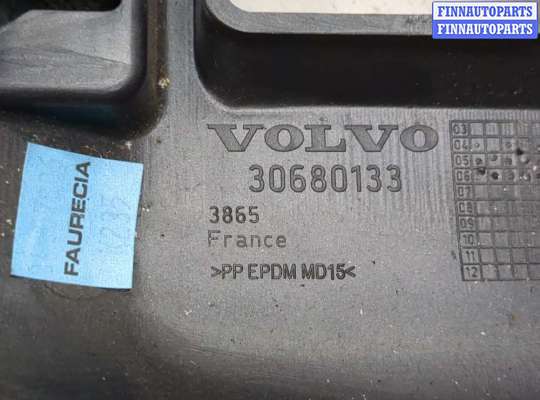 FINNAUTOPARTS
FINNAUTOPARTS
VOLVO
30680133
3865
France
>PP EPDM MD15<
FAURECIA
03
04
05
06
07
08
09
10
11
12